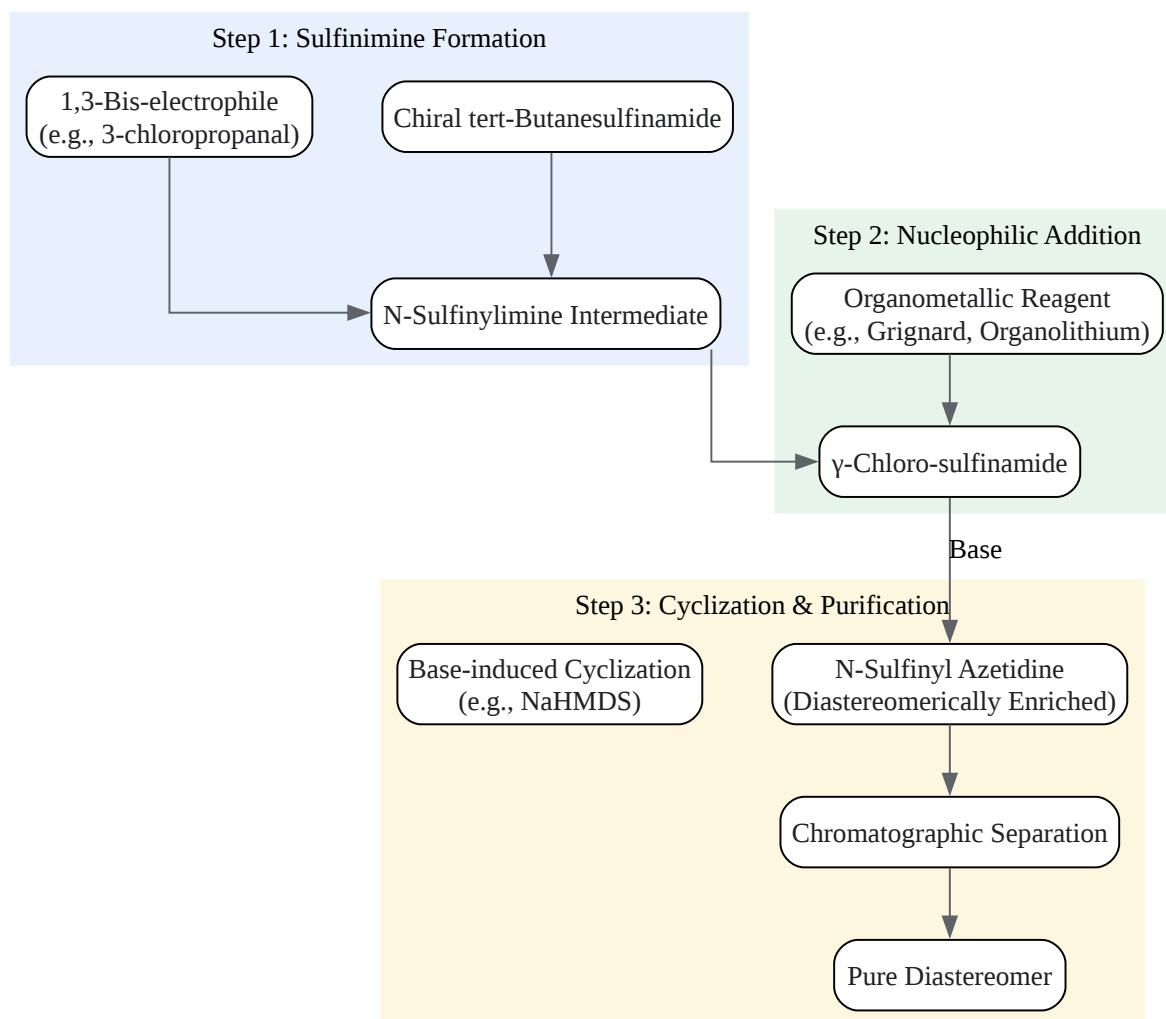 Step 1: Sulfinimine Formation
1,3-Bis-electrophile
(e.g., 3-chloropropanal)
Chiral tert-Butanesulfinamide
N-Sulfinylimine Intermediate
Step 2: Nucleophilic Addition
Organometallic Reagent
(e.g., Grignard, Organolithium)
γ-Chloro-sulfinamide
Base
Step 3: Cyclization & Purification
Base-induced Cyclization
(e.g., NaHMDS)
N-Sulfinyl Azetidine
(Diastereomerically Enriched)
Chromatographic Separation
Pure Diastereomer